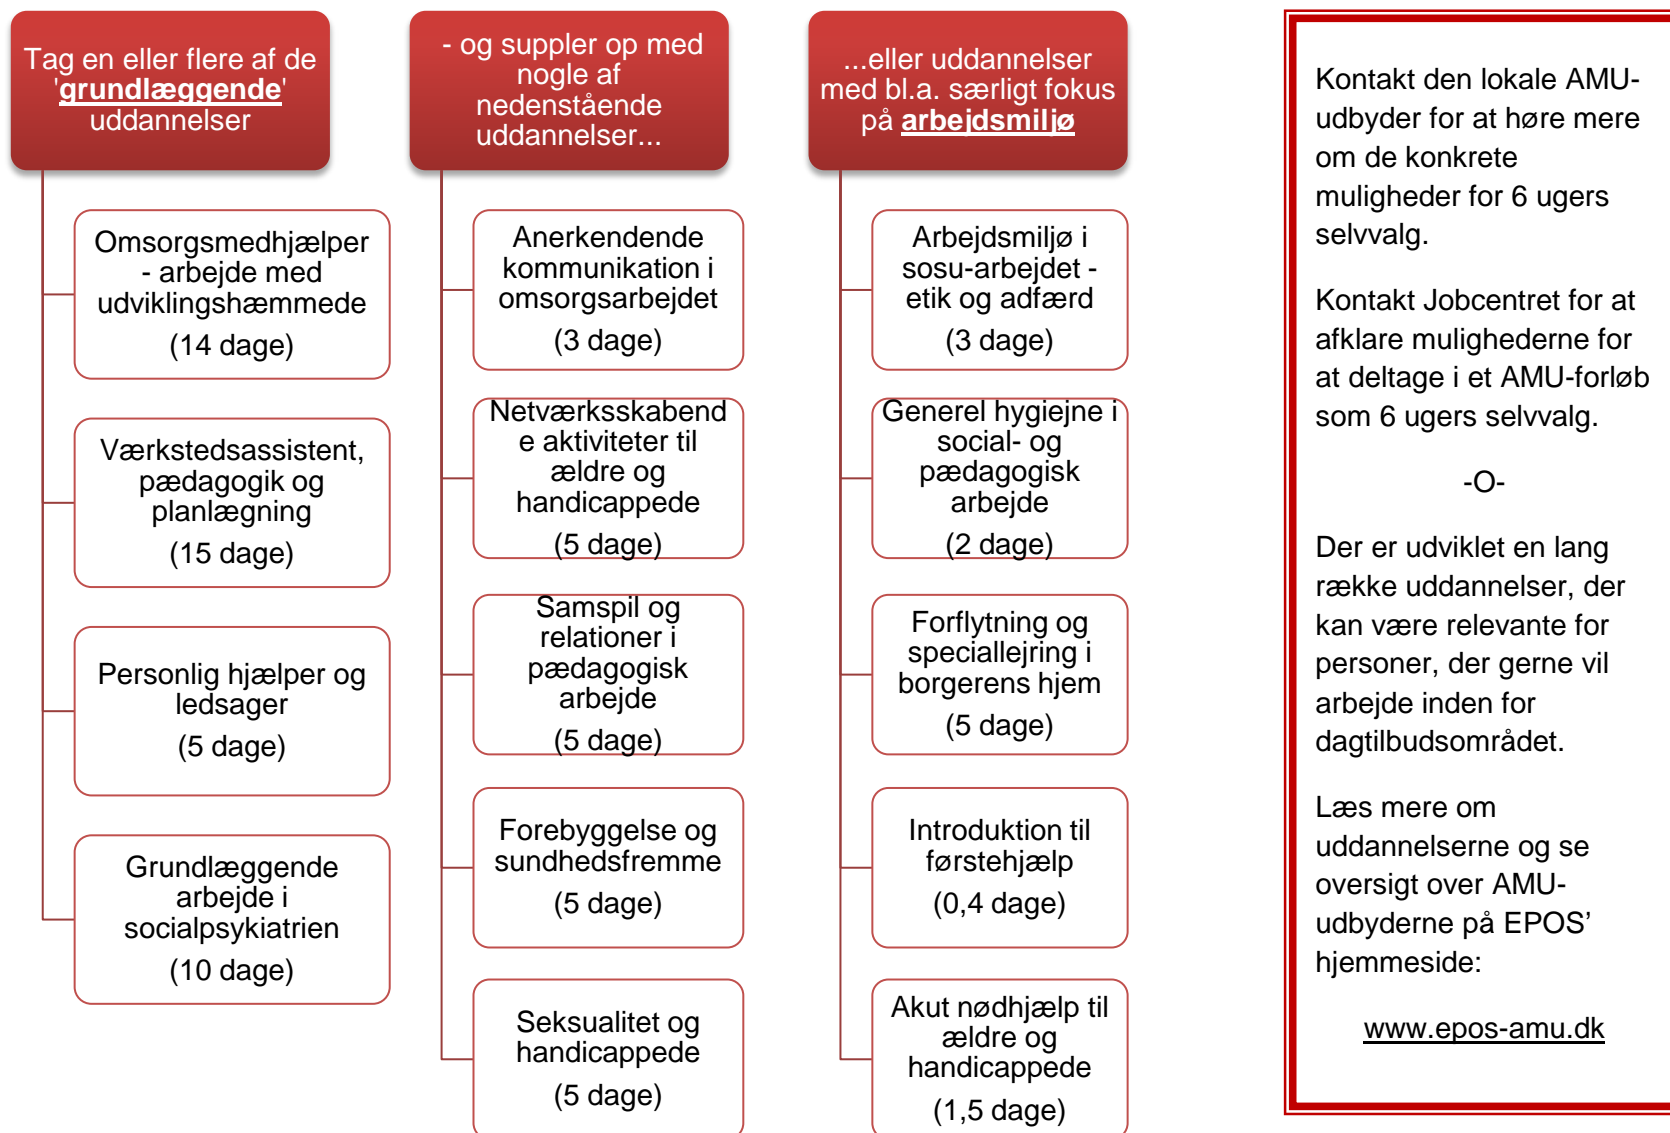 Tag en eller flere af de
'grundlæggende'
uddannelser
Omsorgsmedhjælper
- arbejde med
udviklingshæmmede
(14 dage)
Værkstedsassistent,
pædagogik og
planlægning
(15 dage)
Personlig hjælper og
ledsager
(5 dage)
Grundlæggende
arbejde i
socialpsykiatrien
(10 dage)
- og suppler op med
nogle af
nedenstående
uddannelser...
Anerkendende
kommunikation i
omsorgsarbejdet
(3 dage)
Netværksskabend
e aktiviteter til
ældre og
handicappede
(5 dage)
Samspil og
relationer i
pædagogisk
arbejde
(5 dage)
Forebyggelse og
sundhedsfremme
(5 dage)
Seksualitet og
handicappede
(5 dage)
...eller uddannelser
med bl.a. særligt fokus
på arbejdsmiljø
Arbejdsmiljø i
sosu-arbejdet -
etik og adfærd
(3 dage)
Generel hygiejne i
social- og
pædagogisk
arbejde
(2 dage)
Forflytning og
speciallejring i
borgerens hjem
(5 dage)
Introduktion til
førstehjælp
(0,4 dage)
Akut nødhjælp til
ældre og
handicappede
(1,5 dage)
Kontakt den lokale AMU-
udbyder for at høre mere
om de konkrete
muligheder for 6 ugers
selvvalg.
Kontakt Jobcentret for at
afklare mulighederne for
at deltage i et AMU-forløb
som 6 ugers selvvalg.
-O-
Der er udviklet en lang
række uddannelser, der
kan være relevante for
personer, der gerne vil
arbejde inden for
dagtilbudsområdet.
Læs mere om
uddannelserne og se
oversigt over AMU-
udbyderne på EPOS’
hjemmeside:
www.epos-amu.dk